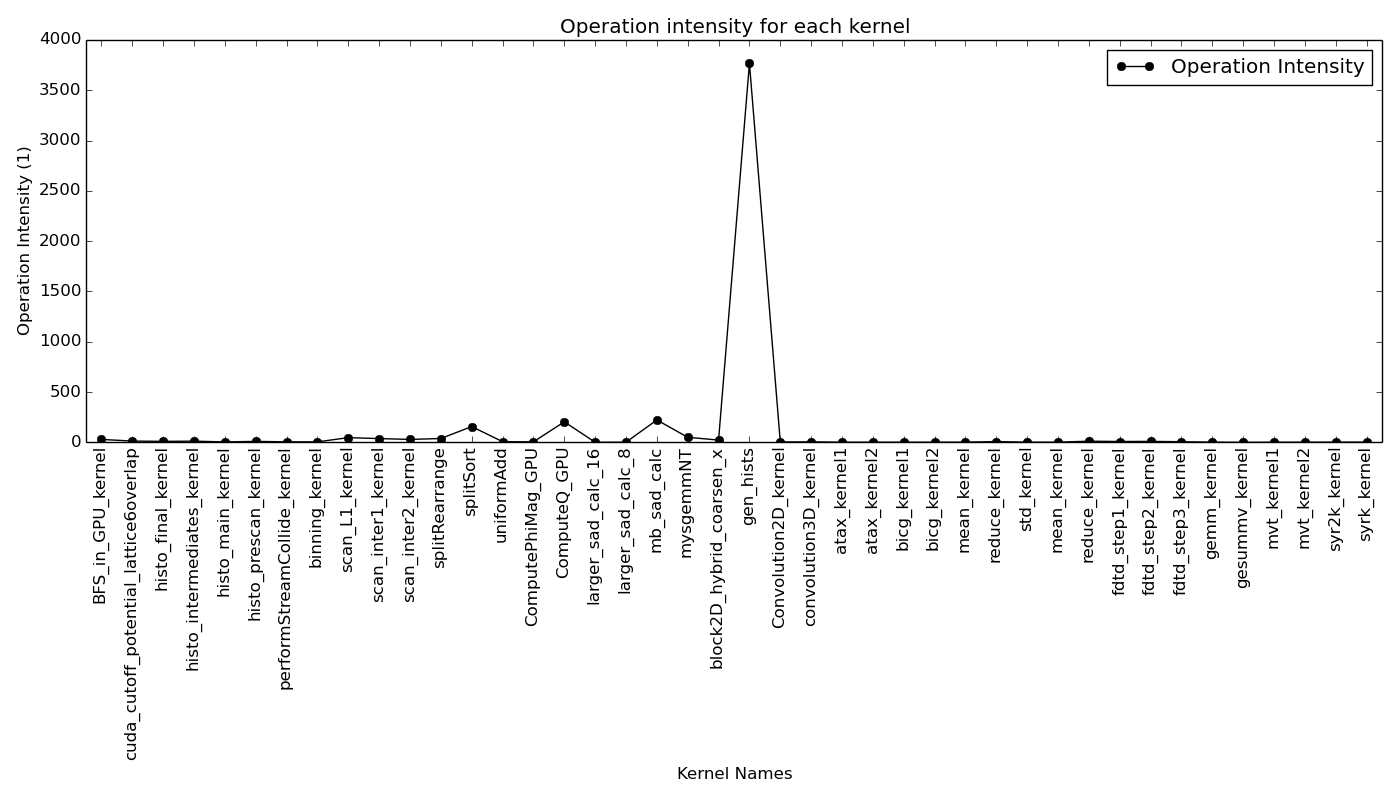 Operation intensity for each kernel
Operation Intensity
Operation Intensity (1)
4000
3500
3000
2500
2000
1500
1000
500
0
BFS_in_GPU_kernel
cuda_cutoff_potential_lattice6overlap
histo_final_kernel
histo_intermediates_kernel
histo_main_kernel
histo_prescan_kernel
performStreamCollide_kernel
binning_kernel
scan_L1_kernel
scan_inter1_kernel
scan_inter2_kernel
splitRearrange
splitSort
uniformAdd
ComputePhiMag_GPU
ComputeQ_GPU
larger_sad_calc_16
larger_sad_calc_8
mb_sad_calc
mysgemmNT
block2D_hybrid_coarsen_x
gen_hists
Convolution2D_kernel
convolution3D_kernel
atax_kernel1
atax_kernel2
bicg_kernel1
bicg_kernel2
mean_kernel
reduce_kernel
std_kernel
mean_kernel
reduce_kernel
fdtd_step1_kernel
fdtd_step2_kernel
fdtd_step3_kernel
gemm_kernel
gesummv_kernel
mvt_kernel1
mvt_kernel2
syr2k_kernel
syrk_kernel
Kernel Names